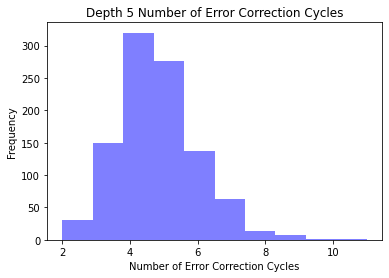 Depth 5 Number of Error Correction Cycles
Frequency
300
250
200
150
100
50
0
2 4 6 8 10
Number of Error Correction Cycles